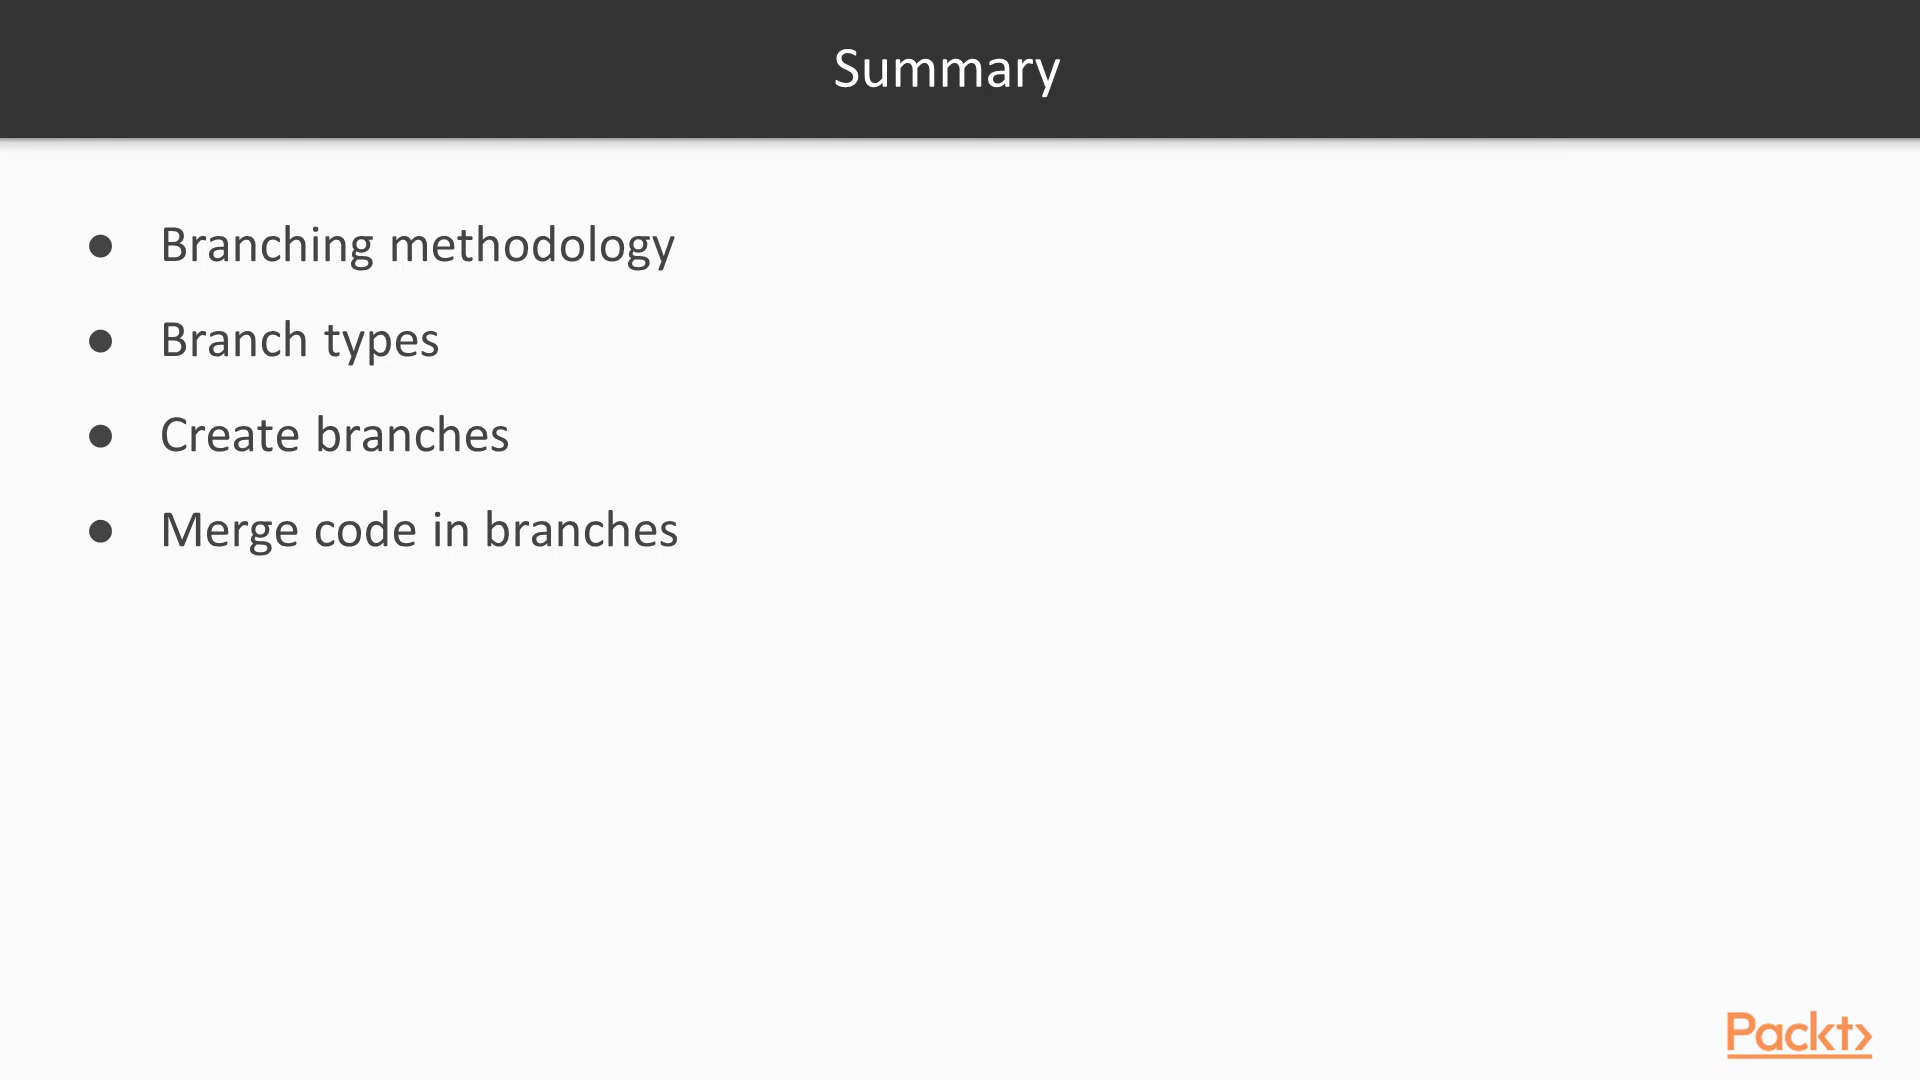 Summary
● Branching methodology
● Branch types
● Create branches
● Merge code in branches
Packt>